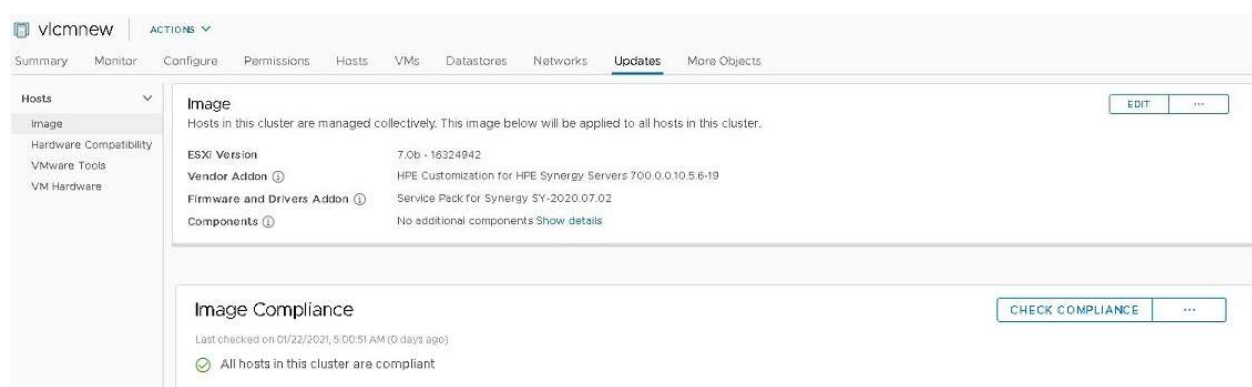 vlcmnew ACTIONS
Summary Monitor Configure Permissions Hosts VMs Datastores Networks Updates More Objects
Hosts
Image
Hardware Compatibility
VMware Tools
VM Hardware
Image
EDIT ...
Hosts in this cluster are managed collectively. This image below will be applied to all hosts in this cluster.
ESXi Version 7.0b - 16324942
Vendor Addon HPE Customization for HPE Synergy Servers 700.0.0.10.5.6-19
Firmware and Drivers Addon Service Pack for Synergy SY-2020.07.02
Components No additional components Show details
Image Compliance
CHECK COMPLIANCE ...
Last checked on 01/22/2021, 5:00:51 AM (0 days ago)
All hosts in this cluster are compliant